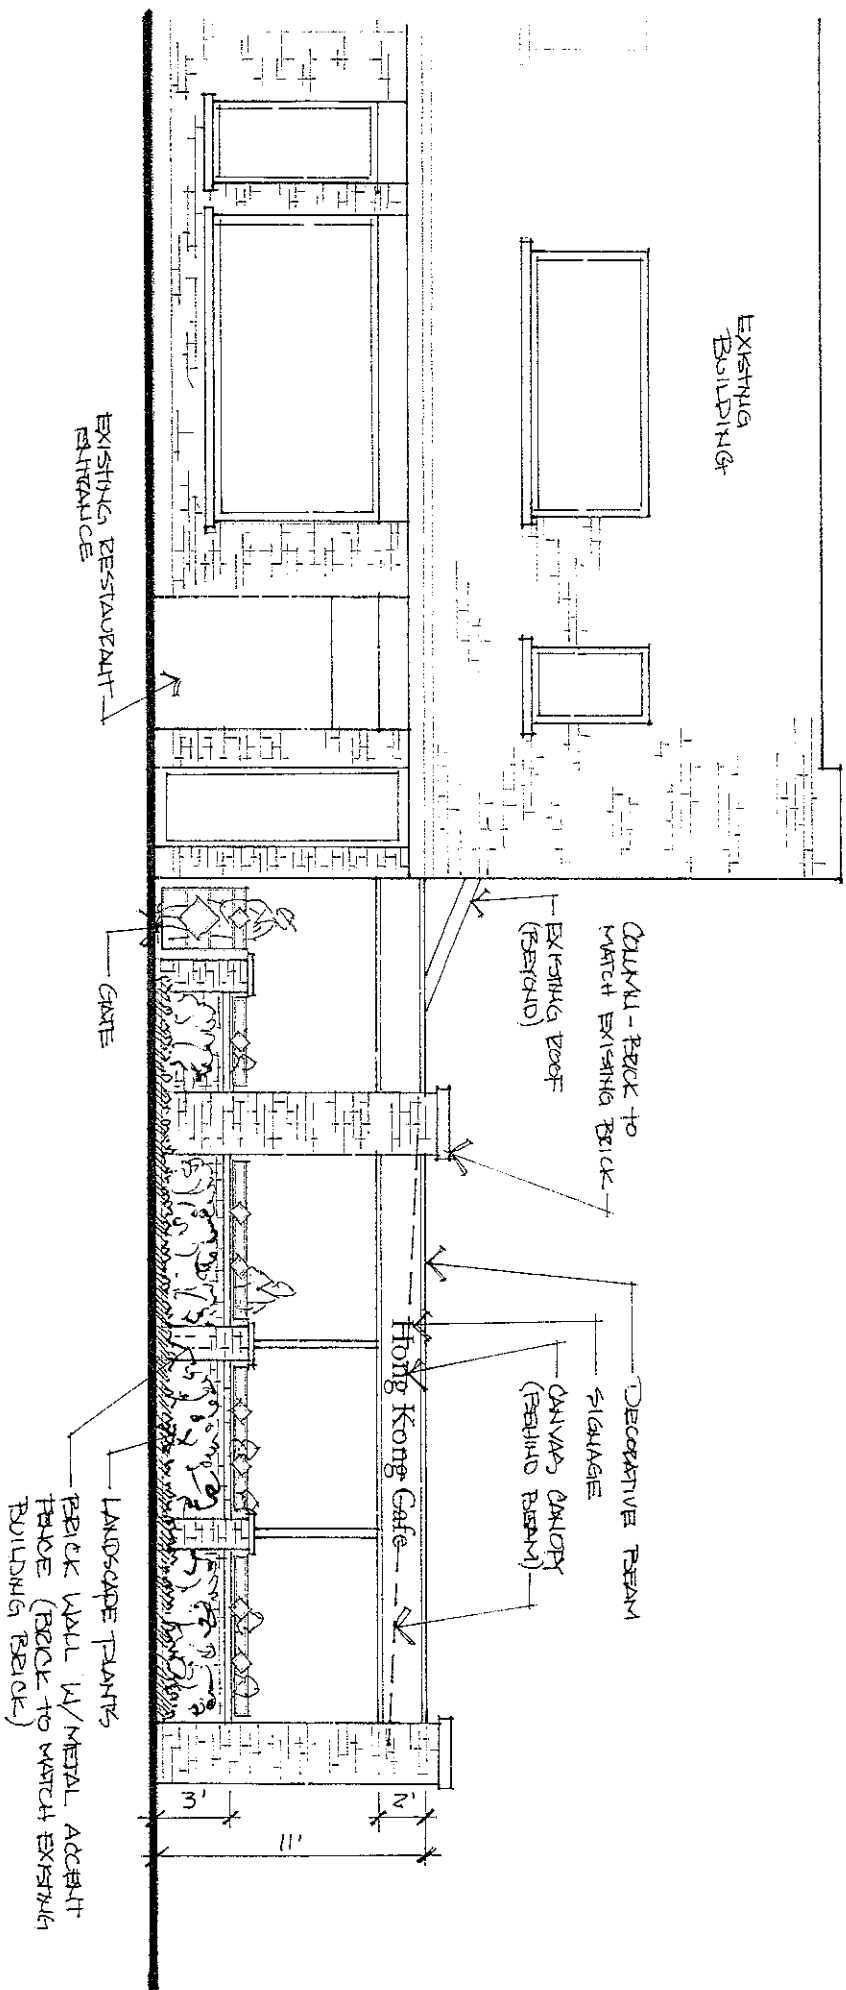 EXISTING
BUILDING
COLUMN - BRICK TO
MATCH EXISTING BRICK
EXISTING ROOF
(BEYOND)
DECORATIVE BEAM
SIGNAGE
CANVAS CANOPY
(BEHIND BEAM)
Hong Kong Cafe
2'
3'
11'
EXISTING RESTAURANT
ENTRANCE
GATE
LANDSCAPE PLANTS
BRICK WALL W/METAL ACCENT
FENCE (BRICK TO MATCH EXISTING
BUILDING BRICK)